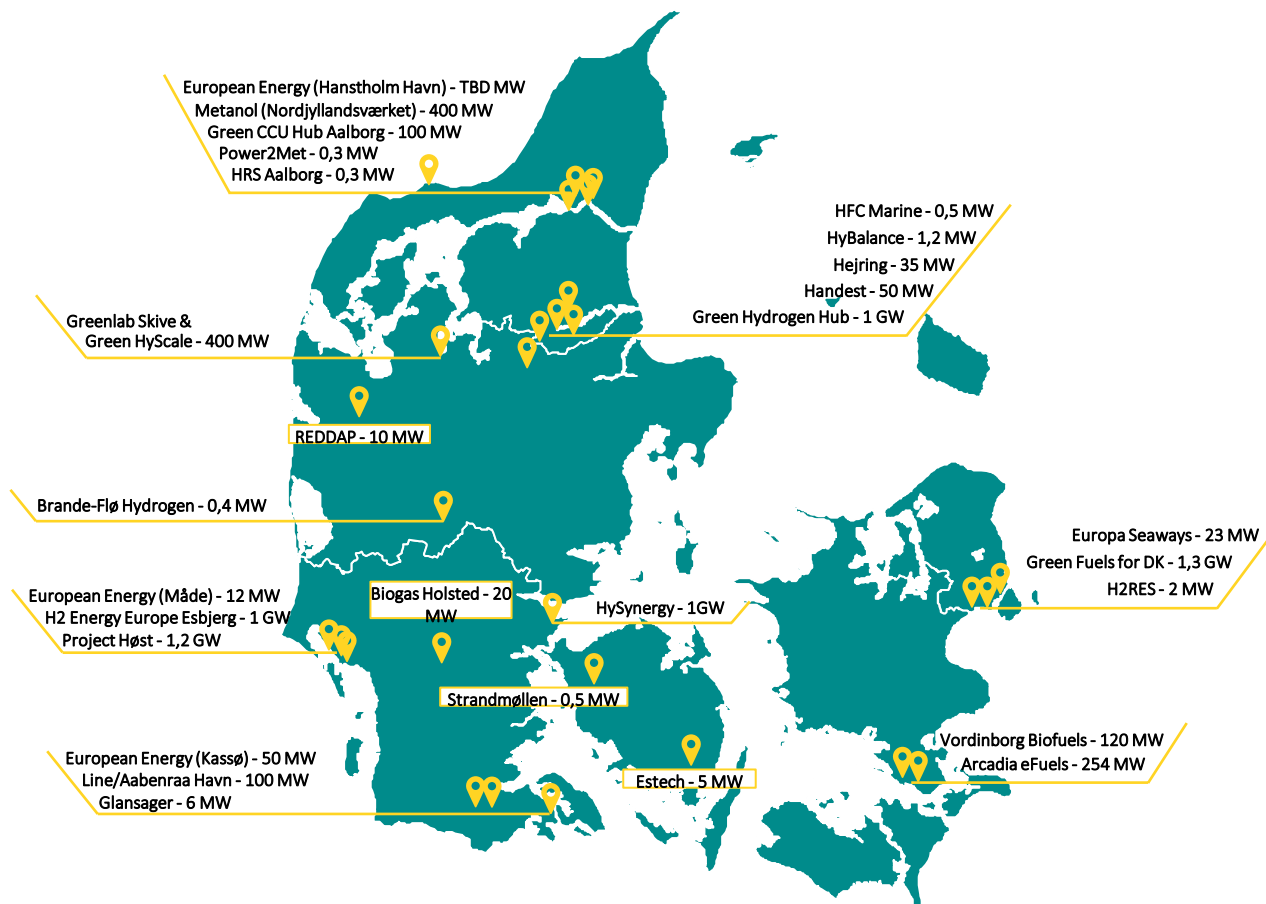 European Energy (Hanstholm Havn) - TBD MW
Metanol (Nordjyllandsværket) - 400 MW
Green CCU Hub Aalborg - 100 MW
Power2Met - 0,3 MW
HRS Aalborg - 0,3 MW
HFC Marine - 0,5 MW
HyBalance - 1,2 MW
Hejring - 35 MW
Handest - 50 MW
Green Hydrogen Hub - 1 GW
Greenlab Skive &
Green HyScale - 400 MW
REDDAP - 10 MW
Brande-Flø Hydrogen - 0,4 MW
Europa Seaways - 23 MW
Green Fuels for DK - 1,3 GW
H2RES - 2 MW
European Energy (Måde) - 12 MW
H2 Energy Europe Esbjerg - 1 GW
Project Høst - 1,2 GW
Biogas Holsted - 20
MW
HySynergy - 1GW
Strandmøllen - 0,5 MW
European Energy (Kassø) - 50 MW
Line/Aabenraa Havn - 100 MW
Glansager - 6 MW
Estech - 5 MW
Vordinborg Biofuels - 120 MW
Arcadia eFuels - 254 MW